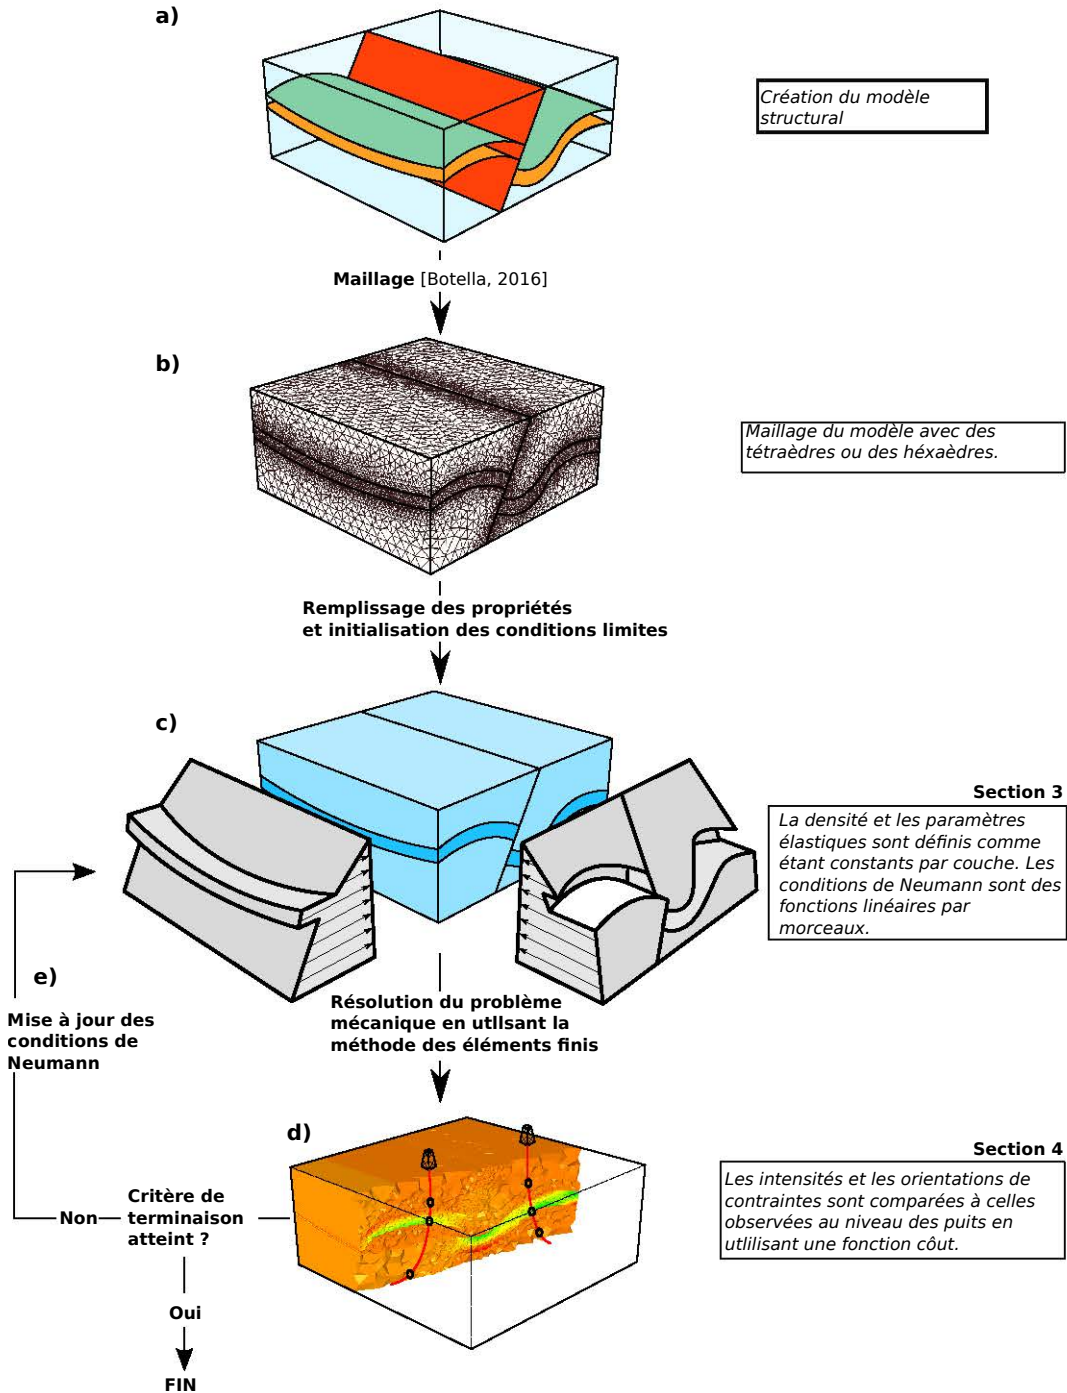 a)
Création du modèle
structural
Maillage [Botella, 2016]
b)
Maillage du modèle avec des
tétraèdres ou des héxaèdres.
Remplissage des propriétés
et initialisation des conditions limites
c)
Section 3
La densité et les paramètres
élastiques sont définis comme
étant constants par couche. Les
conditions de Neumann sont des
fonctions linéaires par
morceaux.
e)
Mise à jour des
conditions de
Neumann
Résolution du problème
mécanique en utlsant la
méthode des éléments finis
d)
Section 4
Les intensités et les orientations de
contraintes sont comparées à celles
observées au niveau des puits en
utlilisant une fonction côut.
Non
Critère de
terminaison
atteint ?
Oui
FIN